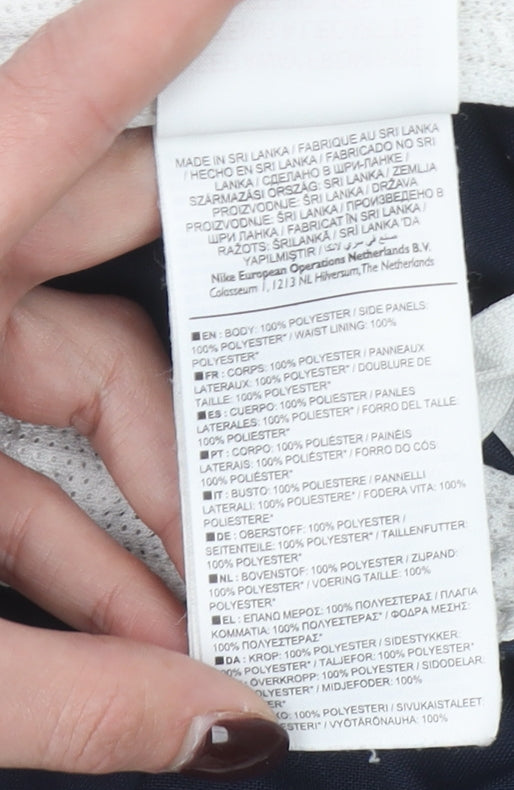 MADE IN SRI LANKA / FABRIQUE AU SRI LANKA
/ HECHO EN SRI LANKA / FABRICADO NO SRI
LANKA / СДЕЛАНО В ШРИ-ЛАНКЕ /
SZÁRMAZÁSI ORSZÁG: SRI LANKA / ZEMLJA
PROIZVODNJE: ŠRI LANKA / DRŽAVA
PROIZVODNJE: ŠRI LANKA / ПРОИЗВЕДЕНО В
ШРИ ЛАНКА / FABRICAT ÎN SRI LANKA /
RAŽOTS: ŠRILANKĀ / SRI LANKA 'DA
YAPILMIŞTIR / صنع في سري لانكا
Nike European Operations Netherlands B.V.
Colosseum 1, 1213 NL Hilversum, The Netherlands
EN : BODY: 100% POLYESTER / SIDE PANELS:
100% POLYESTER* / WAIST LINING: 100%
POLYESTER*
FR : CORPS: 100% POLYESTER / PANNEAUX
LATERAUX: 100% POLYESTER* / DOUBLURE DE
TAILLE: 100% POLYESTER*
ES : CUERPO: 100% POLIESTER / PANLES
LATERALES: 100% POLIESTER* / FORRO DEL TALLE:
100% POLIESTER*
PT : CORPO: 100% POLIÉSTER / PAINÉIS
LATERAIS: 100% POLIÉSTER* / FORRO DO CÓS:
100% POLIÉSTER*
IT : BUSTO: 100% POLIESTERE / PANNELLI
LATERALI: 100% POLIESTERE* / FODERA VITA: 100%
POLIESTERE*
DE : OBERSTOFF: 100% POLYESTER /
SEITENTEILE: 100% POLYESTER* / TAILLENFUTTER:
100% POLYESTER*
NL : BOVENSTOF: 100% POLYESTER / ZUPAND:
100% POLYESTER* / VOERING TAILLE: 100%
POLYESTER*
EL : ΕΠΑΝΩ ΜΕΡΟΣ: 100% ΠΟΛΥΕΣΤΕΡΑΣ / ΠΛΑΓΙΑ
ΚΟΜΜΑΤΙΑ: 100% ΠΟΛΥΕΣΤΕΡΑΣ* / ΦΟΔΡΑ ΜΕΣΗΣ:
100% ΠΟΛΥΕΣΤΕΡΑΣ*
DA : KROP: 100% POLYESTER / SIDESTYKKER:
POLYESTER* / TALJEFOR: 100% POLYESTER*
ÖVERKROPP: 100% POLYESTER / SIDODELAR:
POLYESTER* / MIDJEFODER: 100%
100% POLYESTERI / SIVUKAISTALEET:
/ VYÖTÄRÖNAUHA: 100%